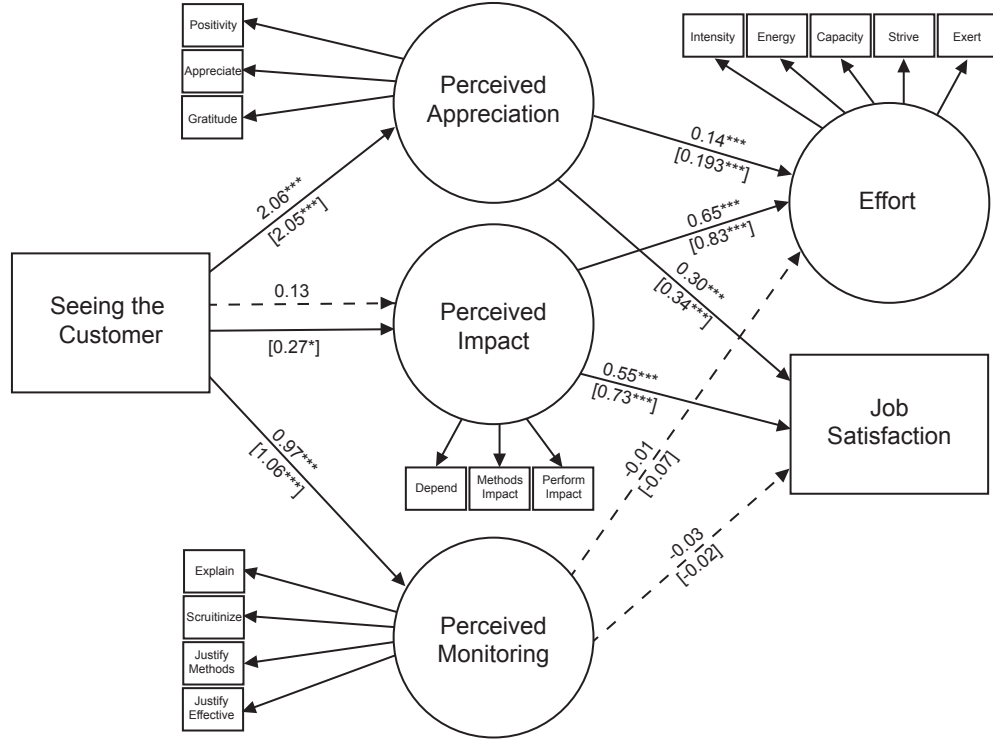 Positivity
Appreciate
Gratitude
Perceived
Appreciation
Intensity
Energy
Capacity
Strive
Exert
Effort
0.14***
[0.193***]
2.06***
[2.05***]
0.65***
[0.83***]
0.30***
[0.34***]
Seeing the
Customer
0.13
[0.27*]
Perceived
Impact
0.55***
[0.73***]
Job
Satisfaction
0.97***
[1.06***]
Depend
Methods
Impact
Perform
Impact
-0.01
[-0.07]
-0.03
[-0.02]
Explain
Scruitinize
Justify
Methods
Justify
Effective
Perceived
Monitoring